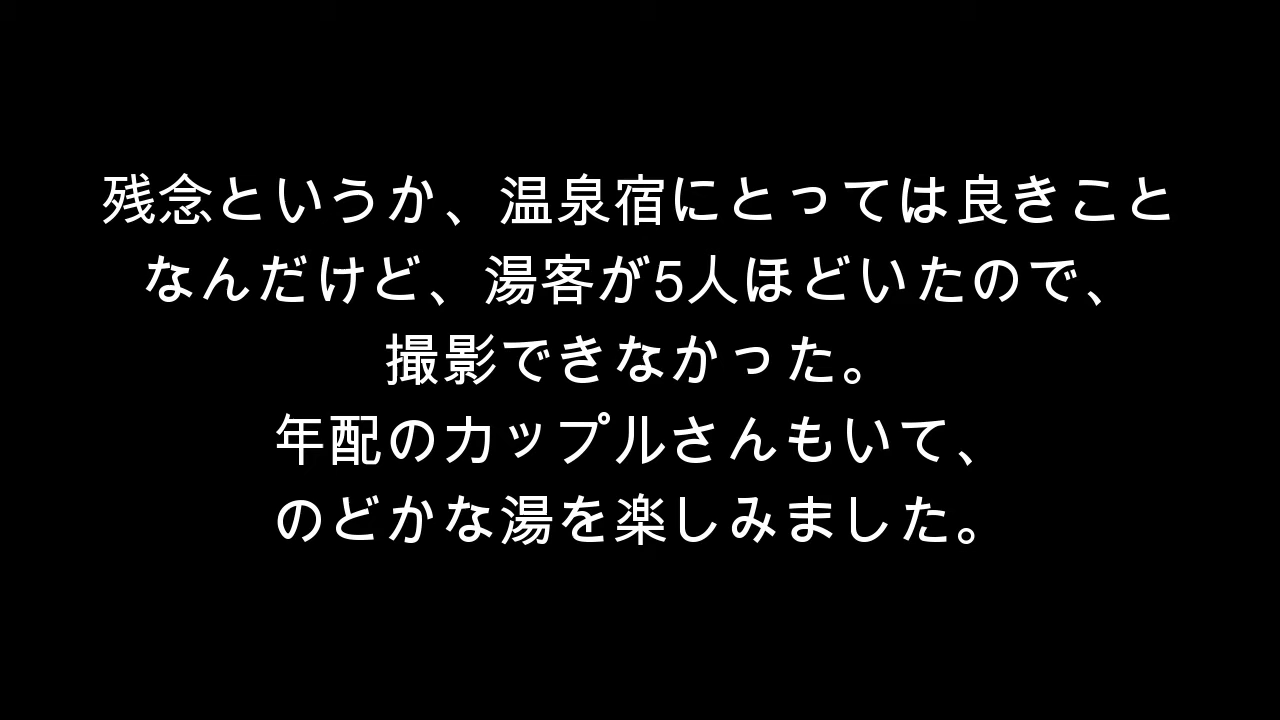 残念というか、温泉宿にとっては良きこと
なんだけど、湯客が5人ほどいたので、
撮影できなかった。
年配のカップルさんもいて、
のどかな湯を楽しみました。